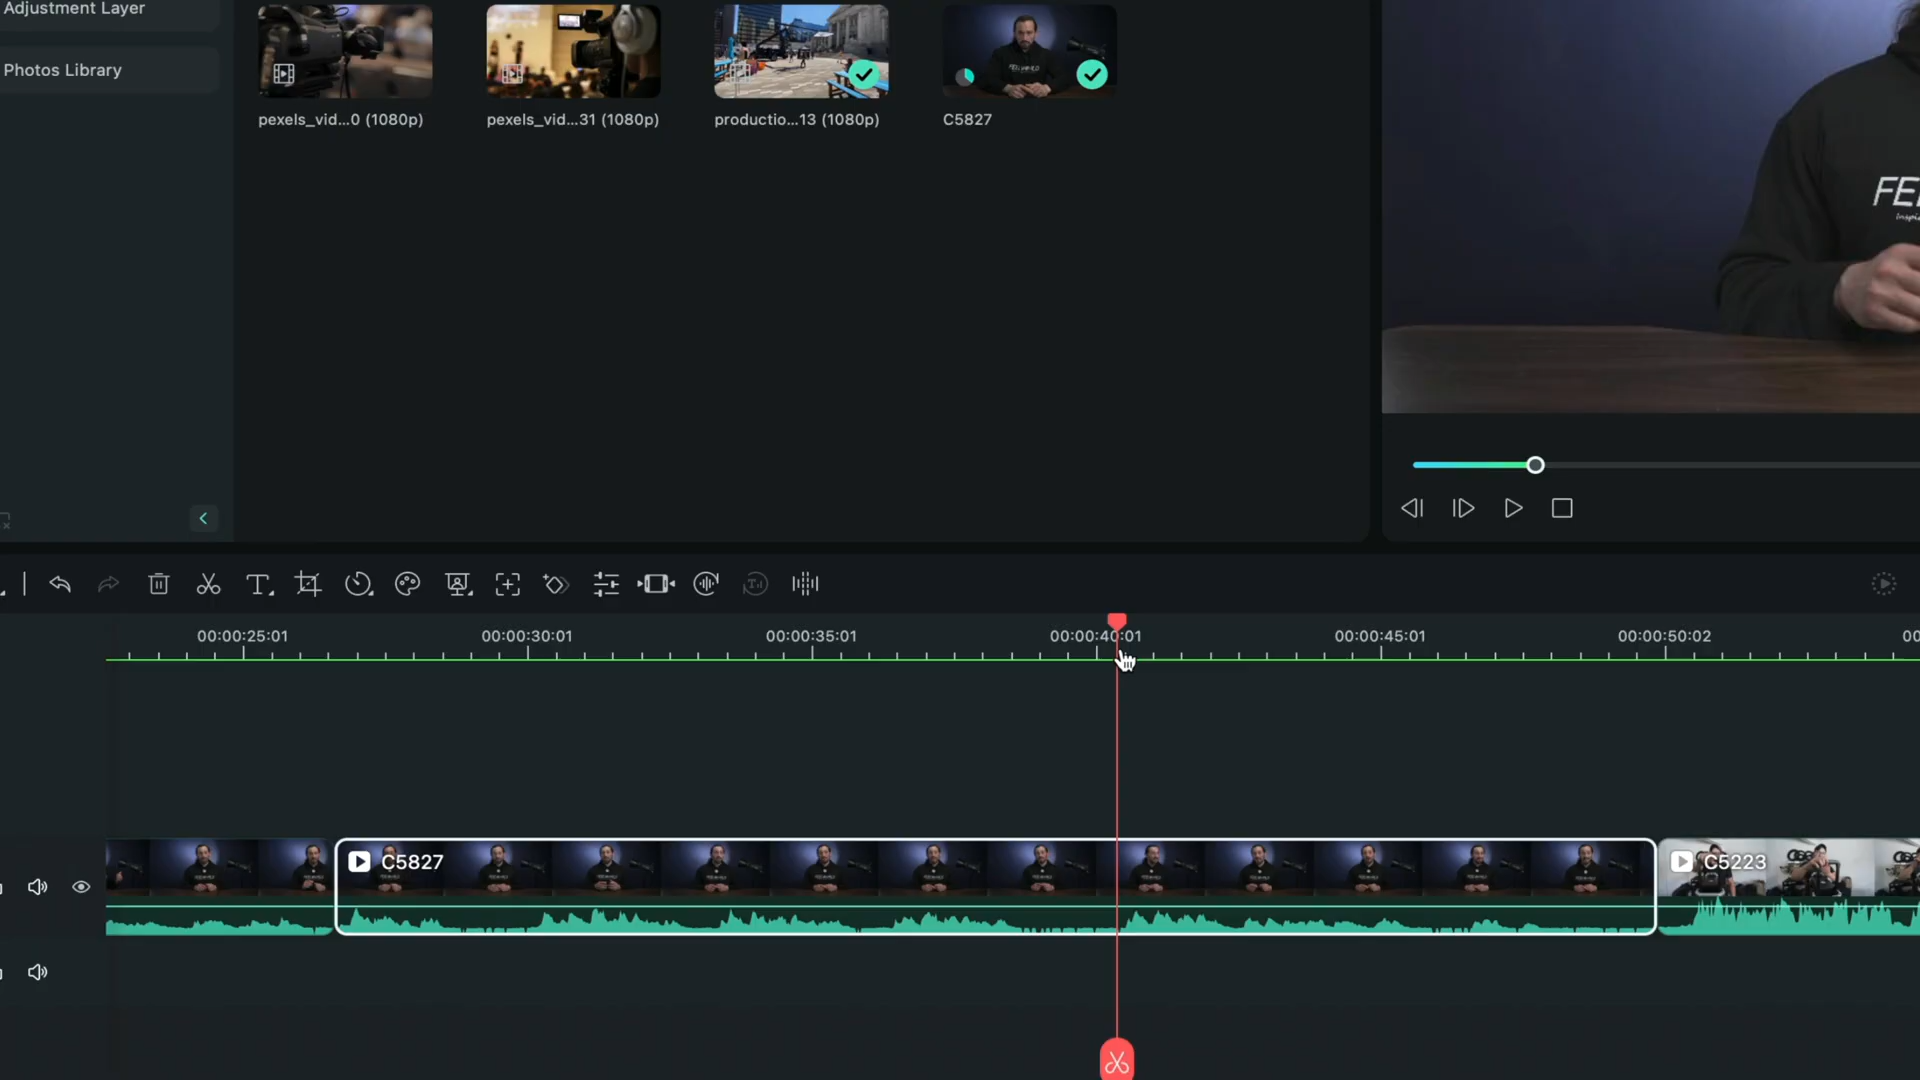 Adjustment Layer
Photos Library
pexels_vid...0 (1080p)
pexels_vid...31 (1080p)
productio...13 (1080p)
C5827
00:00:25:01
00:00:30:01
00:00:35:01
00:00:40:01
00:00:45:01
00:00:50:02
00
C5827
C5223